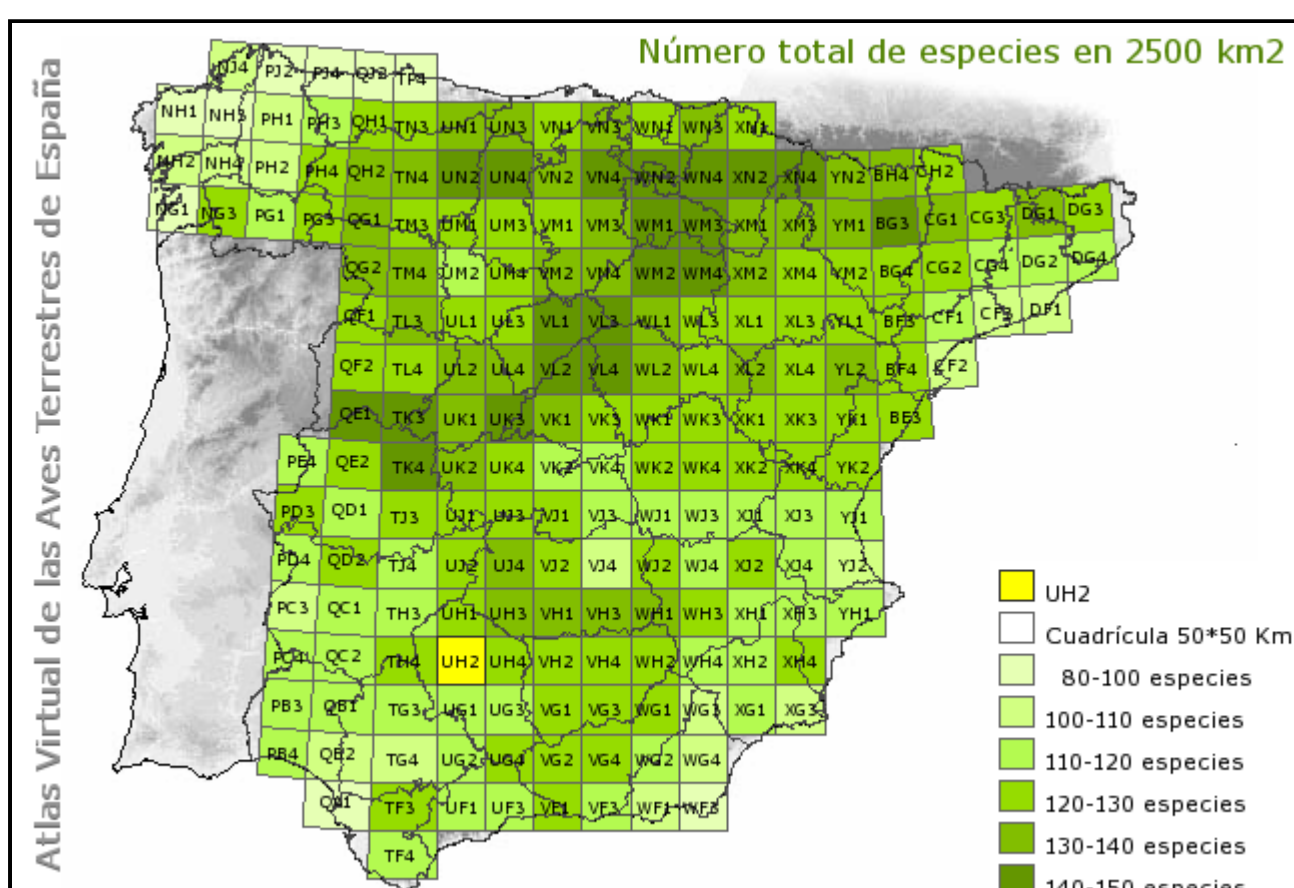 Número total de especies en 2500 km2
Atlas Virtual de las Aves Terrestres de España
NJ4 PJ2 PJ4 QJ2 TP4
NH1 NH3 PH1 PH3 QH1 TN3 UN1 UN3 VN1 VN3 WN1 WN3 XN1
NH2 NH4 PH2 PH4 QH2 TN4 UN2 UN4 VN2 VN4 WN2 WN4 XN2 XN4 YN2 BH4 CH2
NG1 NG3 PG1 PG3 QG1 TM3 UM1 UM3 VM1 VM3 WM1 WM3 XM1 XM3 YM1 BG3 CG1 CG3 DG1 DG3
QG2 TM4 UM2 UM4 VM2 VM4 WM2 WM4 XM2 XM4 YM2 BG4 CG2 CG4 DG2 DG4
QF1 TL3 UL1 UL3 VL1 VL3 WL1 WL3 XL1 XL3 YL1 BF3 CF1 CF3 DF1
QF2 TL4 UL2 UL4 VL2 VL4 WL2 WL4 XL2 XL4 YL2 BF4 CF2
QE1 TK3 UK1 UK3 VK1 VK3 WK1 WK3 XK1 XK3 YK1 BE3
PE4 QE2 TK4 UK2 UK4 VK2 VK4 WK2 WK4 XK2 XK4 YK2
PD3 QD1 TJ3 UJ1 UJ3 VJ1 VJ3 WJ1 WJ3 XJ1 XJ3 YJ1
PD4 QD2 TJ4 UJ2 UJ4 VJ2 VJ4 WJ2 WJ4 XJ2 XJ4 YJ2
PC3 QC1 TH3 UH1 UH3 VH1 VH3 WH1 WH3 XH1 XH3 YH1
PC4 QC2 TH4 UH2 UH4 VH2 VH4 WH2 WH4 XH2 XH4
PB3 QB1 TG3 UG1 UG3 VG1 VG3 WG1 WG3 XG1 XG3
PB4 QB2 TG4 UG2 UG4 VG2 VG4 WG2 WG4
QA1 TF3 UF1 UF3 VF1 VF3 WF1 WF3
TF4
UH2
Cuadrícula 50*50 Km
80-100 especies
100-110 especies
110-120 especies
120-130 especies
130-140 especies
140-150 especies